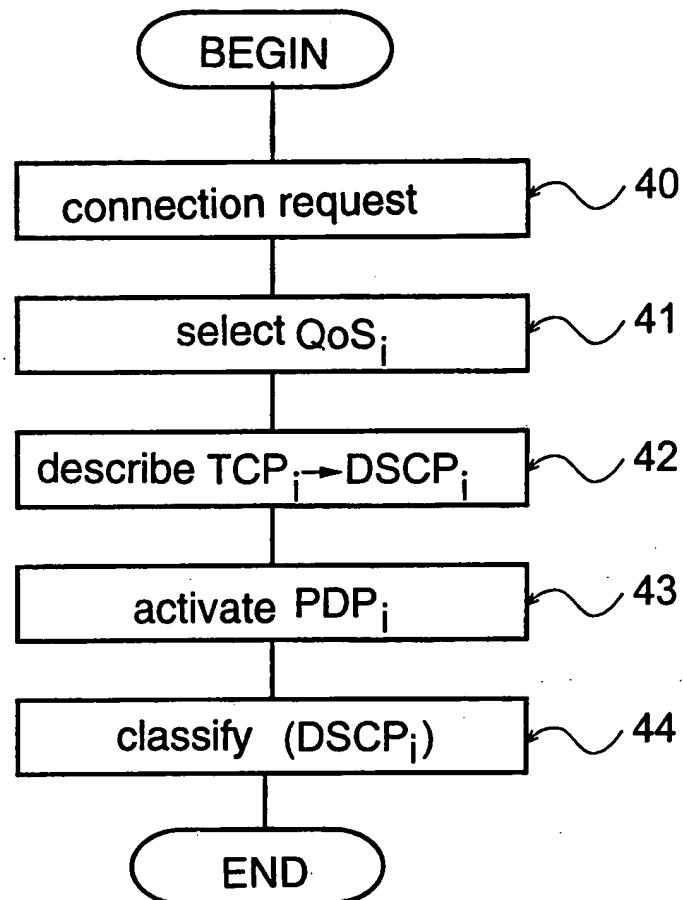 BEGIN
connection request
40
select QoSi
41
describe TCPi→DSCPi
42
activate PDPi
43
classify (DSCPi)
44
END